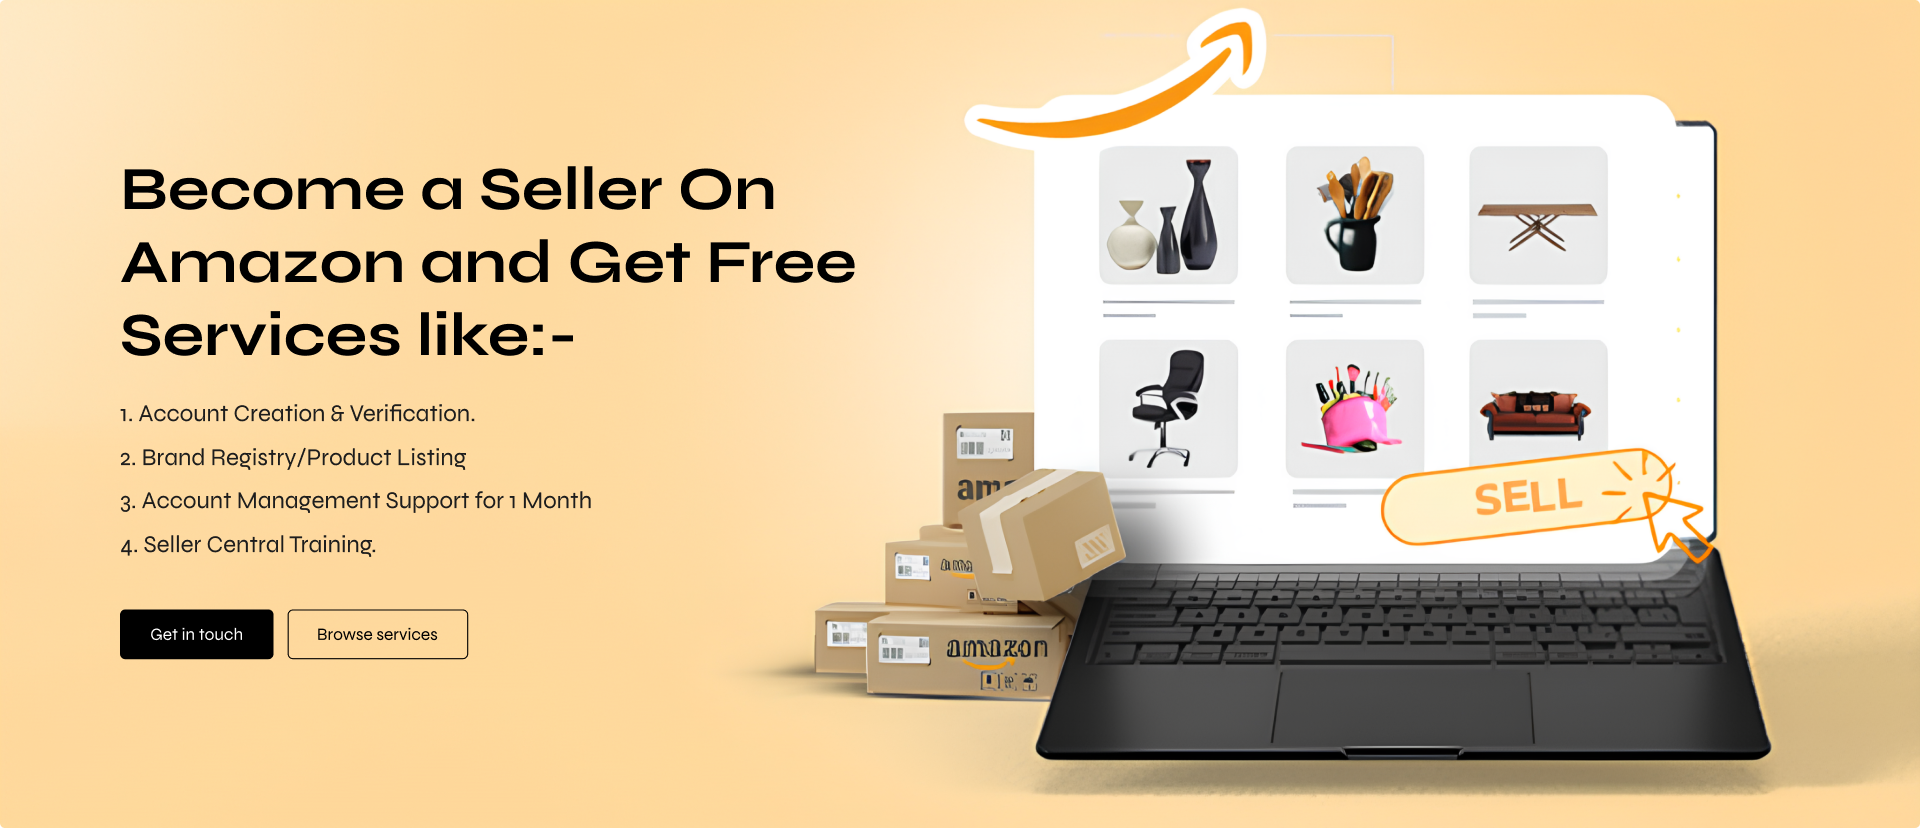 Become a Seller On
Amazon and Get Free
Services like:-
1. Account Creation & Verification.
2. Brand Registry/Product Listing
3. Account Management Support for 1 Month
4. Seller Central Training.
Get in touch
Browse services
SELL
amazon